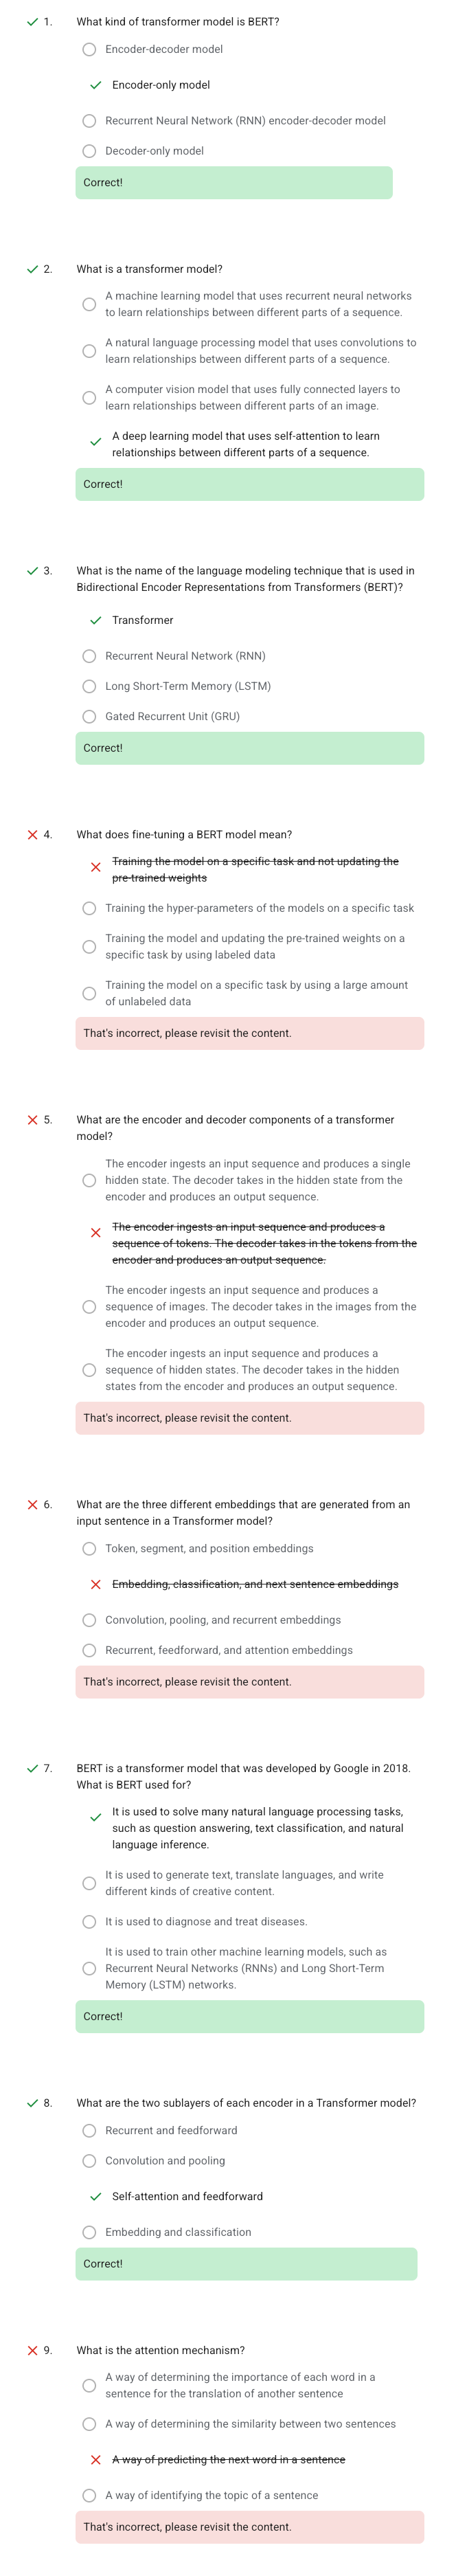 1. What kind of transformer model is BERT?
Encoder-decoder model
Encoder-only model
Recurrent Neural Network (RNN) encoder-decoder model
Decoder-only model
Correct!
2. What is a transformer model?
A machine learning model that uses recurrent neural networks
to learn relationships between different parts of a sequence.
A natural language processing model that uses convolutions to
learn relationships between different parts of a sequence.
A computer vision model that uses fully connected layers to
learn relationships between different parts of an image.
A deep learning model that uses self-attention to learn
relationships between different parts of a sequence.
Correct!
3. What is the name of the language modeling technique that is used in
Bidirectional Encoder Representations from Transformers (BERT)?
Transformer
Recurrent Neural Network (RNN)
Long Short-Term Memory (LSTM)
Gated Recurrent Unit (GRU)
Correct!
4. What does fine-tuning a BERT model mean?
Training the model on a specific task and not updating the
pre-trained weights
Training the hyper-parameters of the models on a specific task
Training the model and updating the pre-trained weights on a
specific task by using labeled data
Training the model on a specific task by using a large amount
of unlabeled data
That's incorrect, please revisit the content.
5. What are the encoder and decoder components of a transformer
model?
The encoder ingests an input sequence and produces a single
hidden state. The decoder takes in the hidden state from the
encoder and produces an output sequence.
The encoder ingests an input sequence and produces a
sequence of tokens. The decoder takes in the tokens from the
encoder and produces an output sequence.
The encoder ingests an input sequence and produces a
sequence of images. The decoder takes in the images from the
encoder and produces an output sequence.
The encoder ingests an input sequence and produces a
sequence of hidden states. The decoder takes in the hidden
states from the encoder and produces an output sequence.
That's incorrect, please revisit the content.
6. What are the three different embeddings that are generated from an
input sentence in a Transformer model?
Token, segment, and position embeddings
Embedding, classification, and next sentence embeddings
Convolution, pooling, and recurrent embeddings
Recurrent, feedforward, and attention embeddings
That's incorrect, please revisit the content.
7. BERT is a transformer model that was developed by Google in 2018.
What is BERT used for?
It is used to solve many natural language processing tasks,
such as question answering, text classification, and natural
language inference.
It is used to generate text, translate languages, and write
different kinds of creative content.
It is used to diagnose and treat diseases.
It is used to train other machine learning models, such as
Recurrent Neural Networks (RNNs) and Long Short-Term
Memory (LSTM) networks.
Correct!
8. What are the two sublayers of each encoder in a Transformer model?
Recurrent and feedforward
Convolution and pooling
Self-attention and feedforward
Embedding and classification
Correct!
9. What is the attention mechanism?
A way of determining the importance of each word in a
sentence for the translation of another sentence
A way of determining the similarity between two sentences
A way of predicting the next word in a sentence
A way of identifying the topic of a sentence
That's incorrect, please revisit the content.